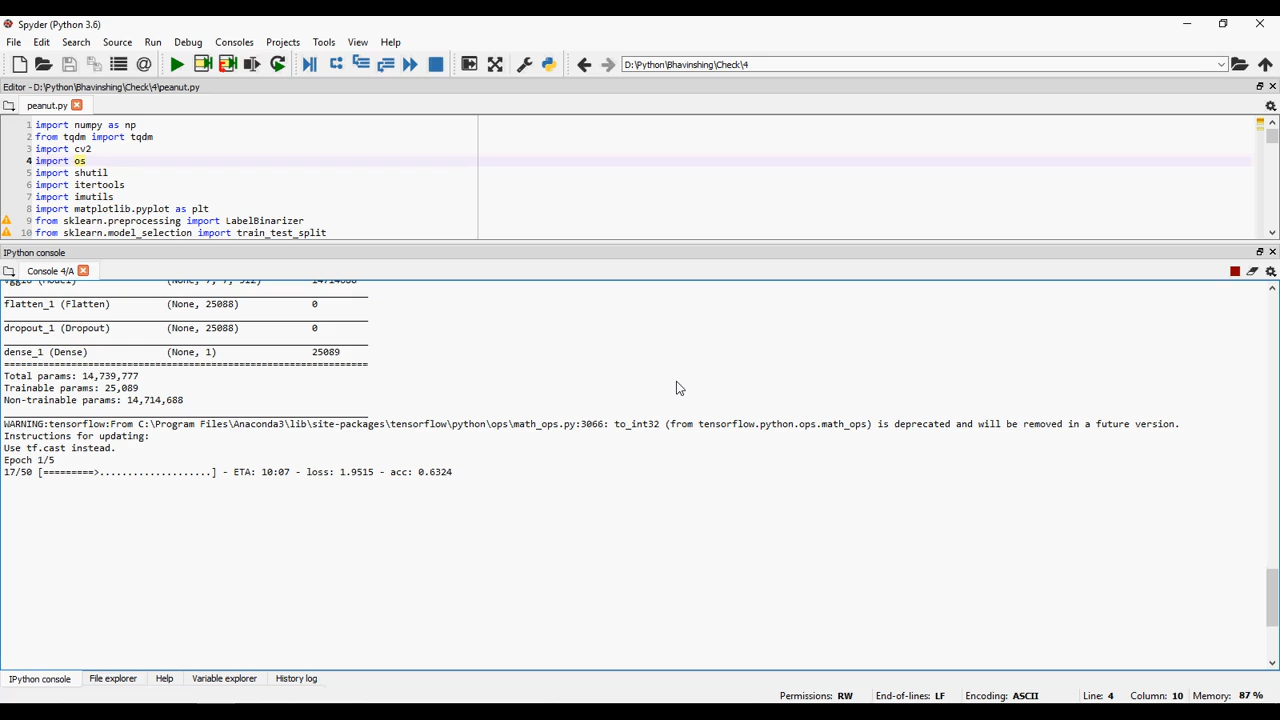 Spyder (Python 3.6)
File Edit Search Source Run Debug Consoles Projects Tools View Help
D:\Python\Bhavinshing\Check\4
Editor - D:\Python\Bhavinshing\Check\4\peanut.py
peanut.py
1 import numpy as np
2 from tqdm import tqdm
3 import cv2
4 import os
5 import shutil
6 import itertools
7 import imutils
8 import matplotlib.pyplot as plt
9 from sklearn.preprocessing import LabelBinarizer
10 from sklearn.model_selection import train_test_split
IPython console
Console 4/A
vgg16 (Model) (None, 7, 7, 512) 14714688
flatten_1 (Flatten) (None, 25088) 0
dropout_1 (Dropout) (None, 25088) 0
dense_1 (Dense) (None, 1) 25089
=================================================================
Total params: 14,739,777
Trainable params: 25,089
Non-trainable params: 14,714,688
WARNING:tensorflow:From C:\Program Files\Anaconda3\lib\site-packages\tensorflow\python\ops\math_ops.py:3066: to_int32 (from tensorflow.python.ops.math_ops) is deprecated and will be removed in a future version.
Instructions for updating:
Use tf.cast instead.
Epoch 1/5
17/50 [=========>....................] - ETA: 10:07 - loss: 1.9515 - acc: 0.6324
IPython console File explorer Help Variable explorer History log
Permissions: RW End-of-lines: LF Encoding: ASCII Line: 4 Column: 10 Memory: 87 %